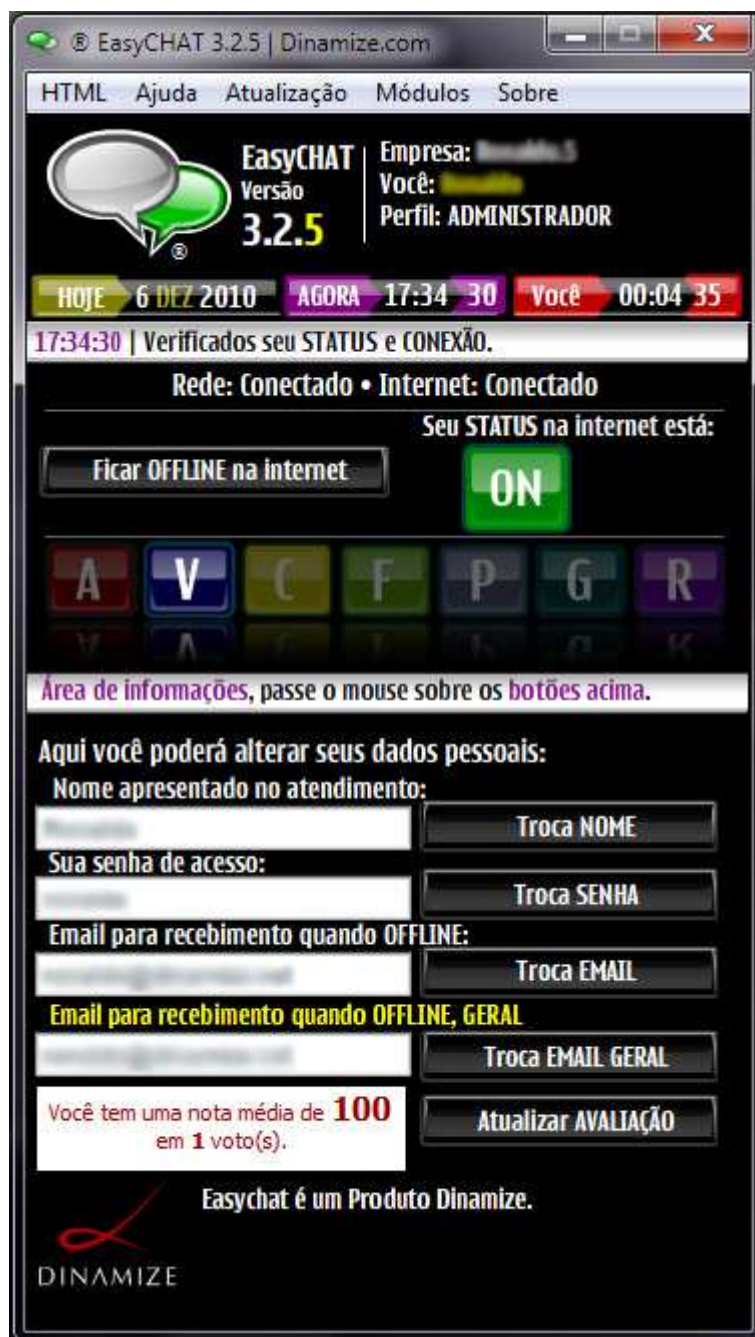 ® EasyCHAT 3.2.5 | Dinamize.com
HTML Ajuda Atualização Módulos Sobre
EasyCHAT
Versão
3.2.5
®
Empresa:
Você:
Perfil: ADMINISTRADOR
HOJE 6 DEZ 2010 AGORA 17:34 30 Você 00:04 35
17:34:30 | Verificados seu STATUS e CONEXÃO.
Rede: Conectado • Internet: Conectado
Seu STATUS na internet está:
Ficar OFFLINE na internet
ON
A V C F P G R
Área de informações, passe o mouse sobre os botões acima.
Aqui você poderá alterar seus dados pessoais:
Nome apresentado no atendimento:
Troca NOME
Sua senha de acesso:
Troca SENHA
Email para recebimento quando OFFLINE:
Troca EMAIL
Email para recebimento quando OFFLINE, GERAL
Troca EMAIL GERAL
Você tem uma nota média de 100
em 1 voto(s).
Atualizar AVALIAÇÃO
Easychat é um Produto Dinamize.
DINAMIZE